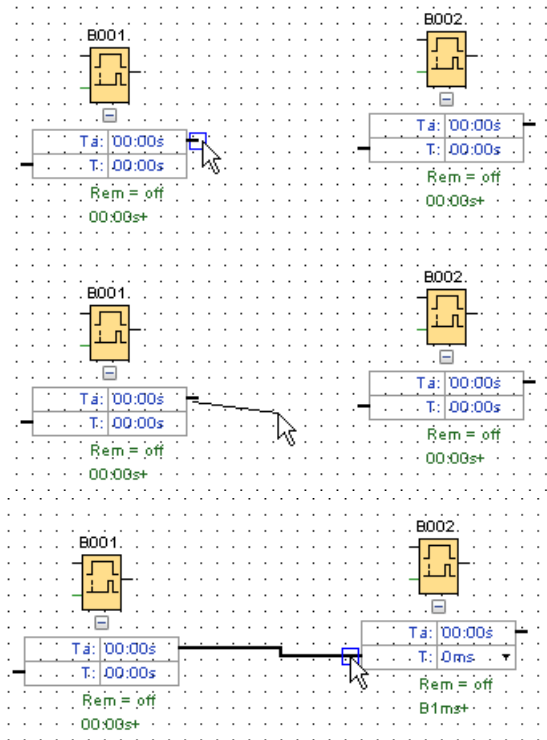 B001
Ta: 00:00s
T: 00:00s
Rem = off
00:00s+
B002
Ta: 00:00s
T: 00:00s
Rem = off
00:00s+
B001
Ta: 00:00s
T: 00:00s
Rem = off
00:00s+
B002
Ta: 00:00s
T: 00:00s
Rem = off
00:00s+
B001
Ta: 00:00s
T: 00:00s
Rem = off
00:00s+
B002
Ta: 00:00s
T: 0ms
Rem = off
B1ms+